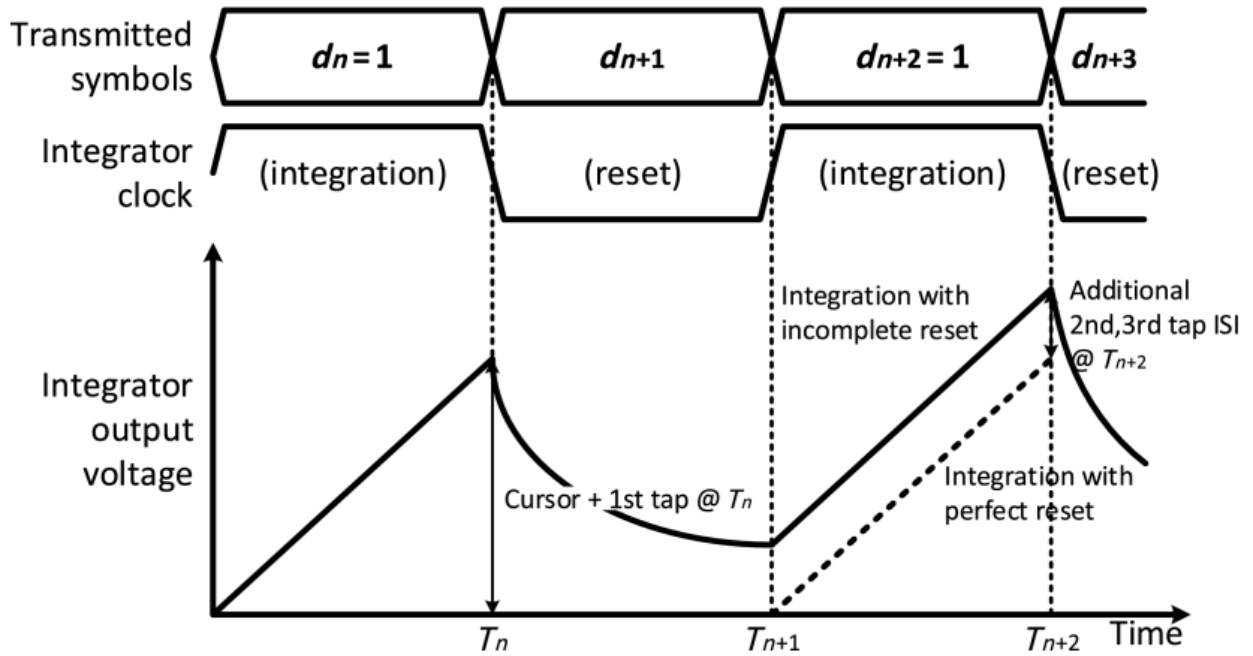 Transmitted
symbols
dn = 1
dn+1
dn+2 = 1
dn+3
Integrator
clock
(integration)
(reset)
(integration)
(reset)
Integrator
output
voltage
Integration with
incomplete reset
Additional
2nd,3rd tap ISI
@ Tn+2
Cursor + 1st tap @ Tn
Integration with
perfect reset
Tn
Tn+1
Tn+2
Time